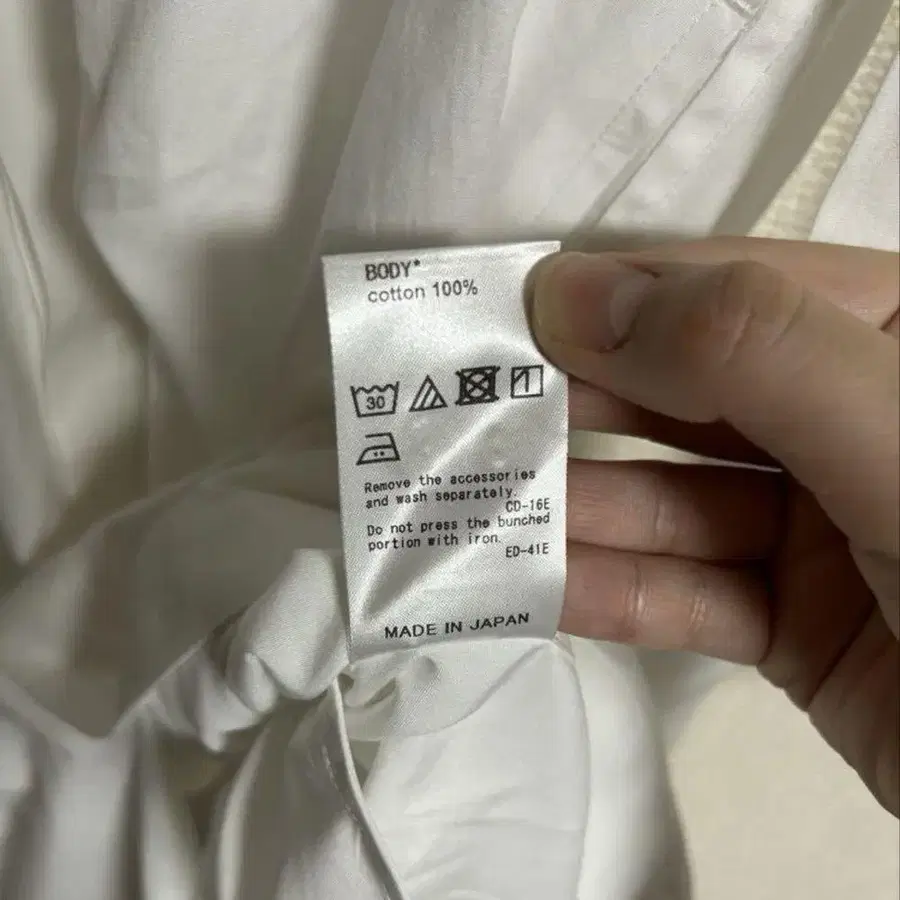 BODY*
cotton 100%
30
Remove the accessories
and wash separately.
CD-16E
Do not press the bunched
portion with iron.
ED-41E
MADE IN JAPAN